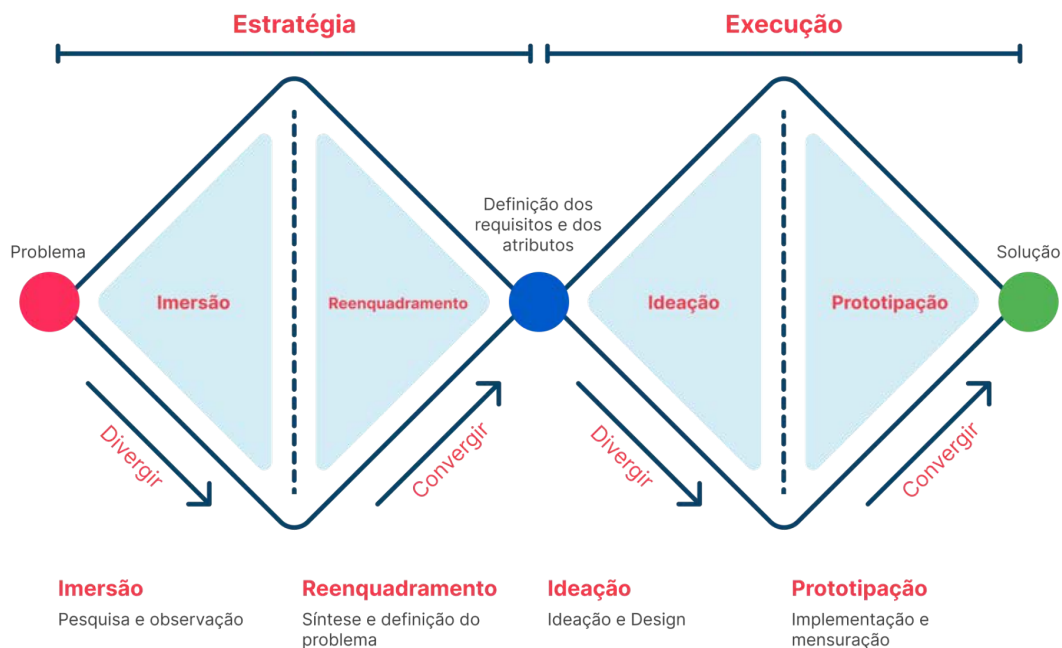 Estratégia
Execução
Definição dos
requisitos e dos
atributos
Problema
Solução
Imersão
Reenquadramento
Ideação
Prototipação
Divergir
Convergir
Divergir
Convergir
Imersão
Pesquisa e observação
Reenquadramento
Síntese e definição do
problema
Ideação
Ideação e Design
Prototipação
Implementação e
mensuração